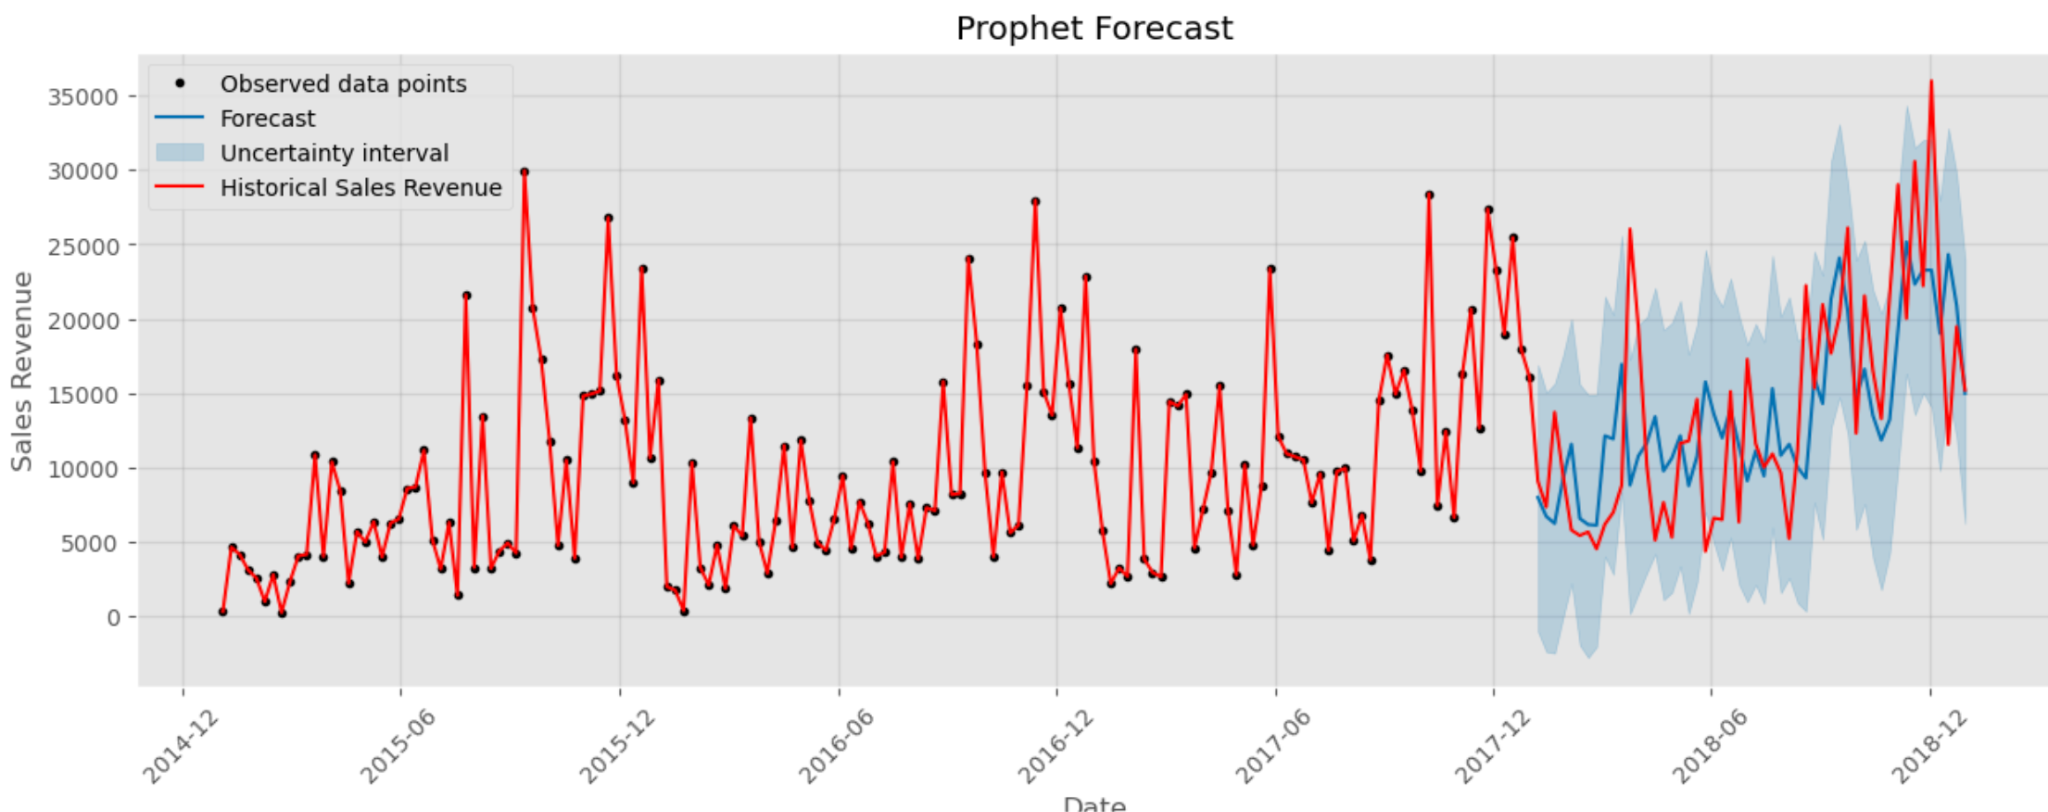 Prophet Forecast
Observed data points
Forecast
Uncertainty interval
Historical Sales Revenue
35000
30000
25000
20000
15000
10000
5000
0
Sales Revenue
2014-12
2015-06
2015-12
2016-06
2016-12
2017-06
2017-12
2018-06
2018-12
Date